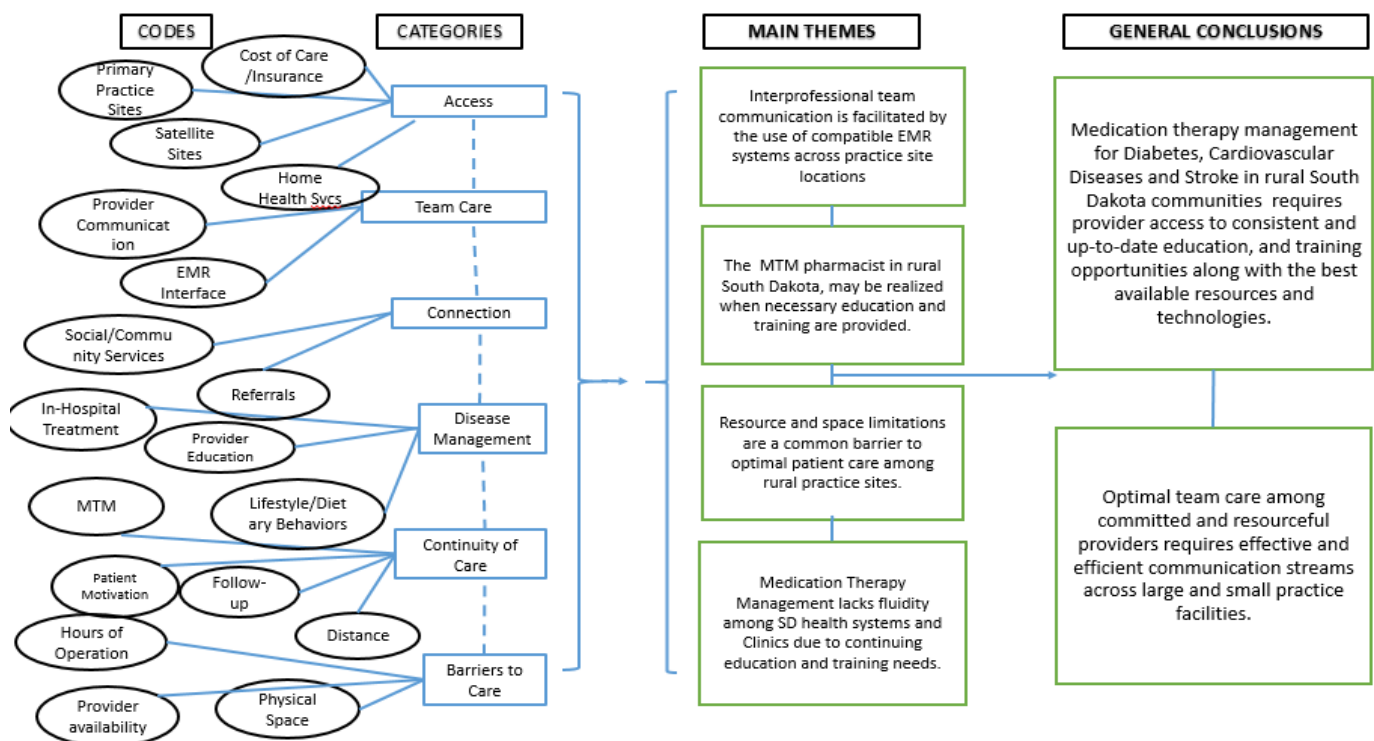 CODES
CATEGORIES
MAIN THEMES
GENERAL CONCLUSIONS
Cost of Care
/Insurance
Primary
Practice
Sites
Satellite
Sites
Home
Health Svcs
Provider
Communicat
ion
EMR
Interface
Social/Commu
nity Services
Referrals
In-Hospital
Treatment
Provider
Education
MTM
Lifestyle/Diet
ary Behaviors
Patient
Motivation
Follow-
up
Distance
Hours of
Operation
Provider
availability
Physical
Space
Access
Team Care
Connection
Disease
Management
Continuity of
Care
Barriers to
Care
Interprofessional team
communication is facilitated by
the use of compatible EMR
systems across practice site
locations
The MTM pharmacist in rural
South Dakota, may be realized
when necessary education and
training are provided.
Resource and space limitations
are a common barrier to
optimal patient care among
rural practice sites.
Medication Therapy
Management lacks fluidity
among SD health systems and
Clinics due to continuing
education and training needs.
Medication therapy management
for Diabetes, Cardiovascular
Diseases and Stroke in rural South
Dakota communities requires
provider access to consistent and
up-to-date education, and training
opportunities along with the best
available resources and
technologies.
Optimal team care among
committed and resourceful
providers requires effective and
efficient communication streams
across large and small practice
facilities.